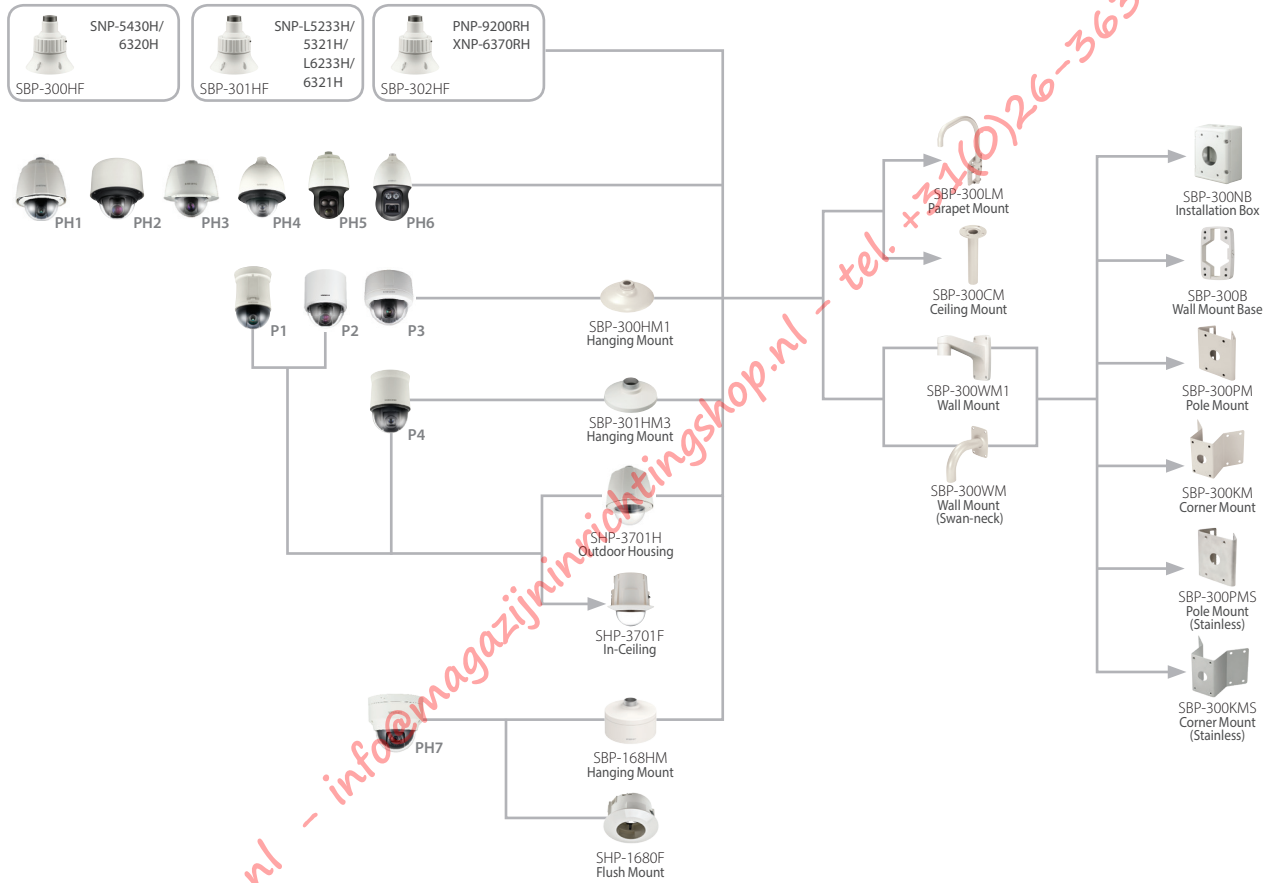 SNP-5430H/
6320H
SBP-300HF
SNP-L5233H/
5321H/
L6233H/
6321H
SBP-301HF
PNP-9200RH
XNP-6370RH
SBP-302HF
PH1
PH2
PH3
PH4
PH5
PH6
P1
P2
P3
SBP-300HM1
Hanging Mount
P4
SBP-301HM3
Hanging Mount
SHP-3701H
Outdoor Housing
SHP-3701F
In-Ceiling
PH7
SBP-168HM
Hanging Mount
SHP-1680F
Flush Mount
SBP-300LM
Parapet Mount
SBP-300CM
Ceiling Mount
SBP-300WM1
Wall Mount
SBP-300WM
Wall Mount
(Swan-neck)
SBP-300NB
Installation Box
SBP-300B
Wall Mount Base
SBP-300PM
Pole Mount
SBP-300KM
Corner Mount
SBP-300PMS
Pole Mount
(Stainless)
SBP-300KMS
Corner Mount
(Stainless)
nl - info@magazijninrichtingshop.nl - tel. +31(0)26-363